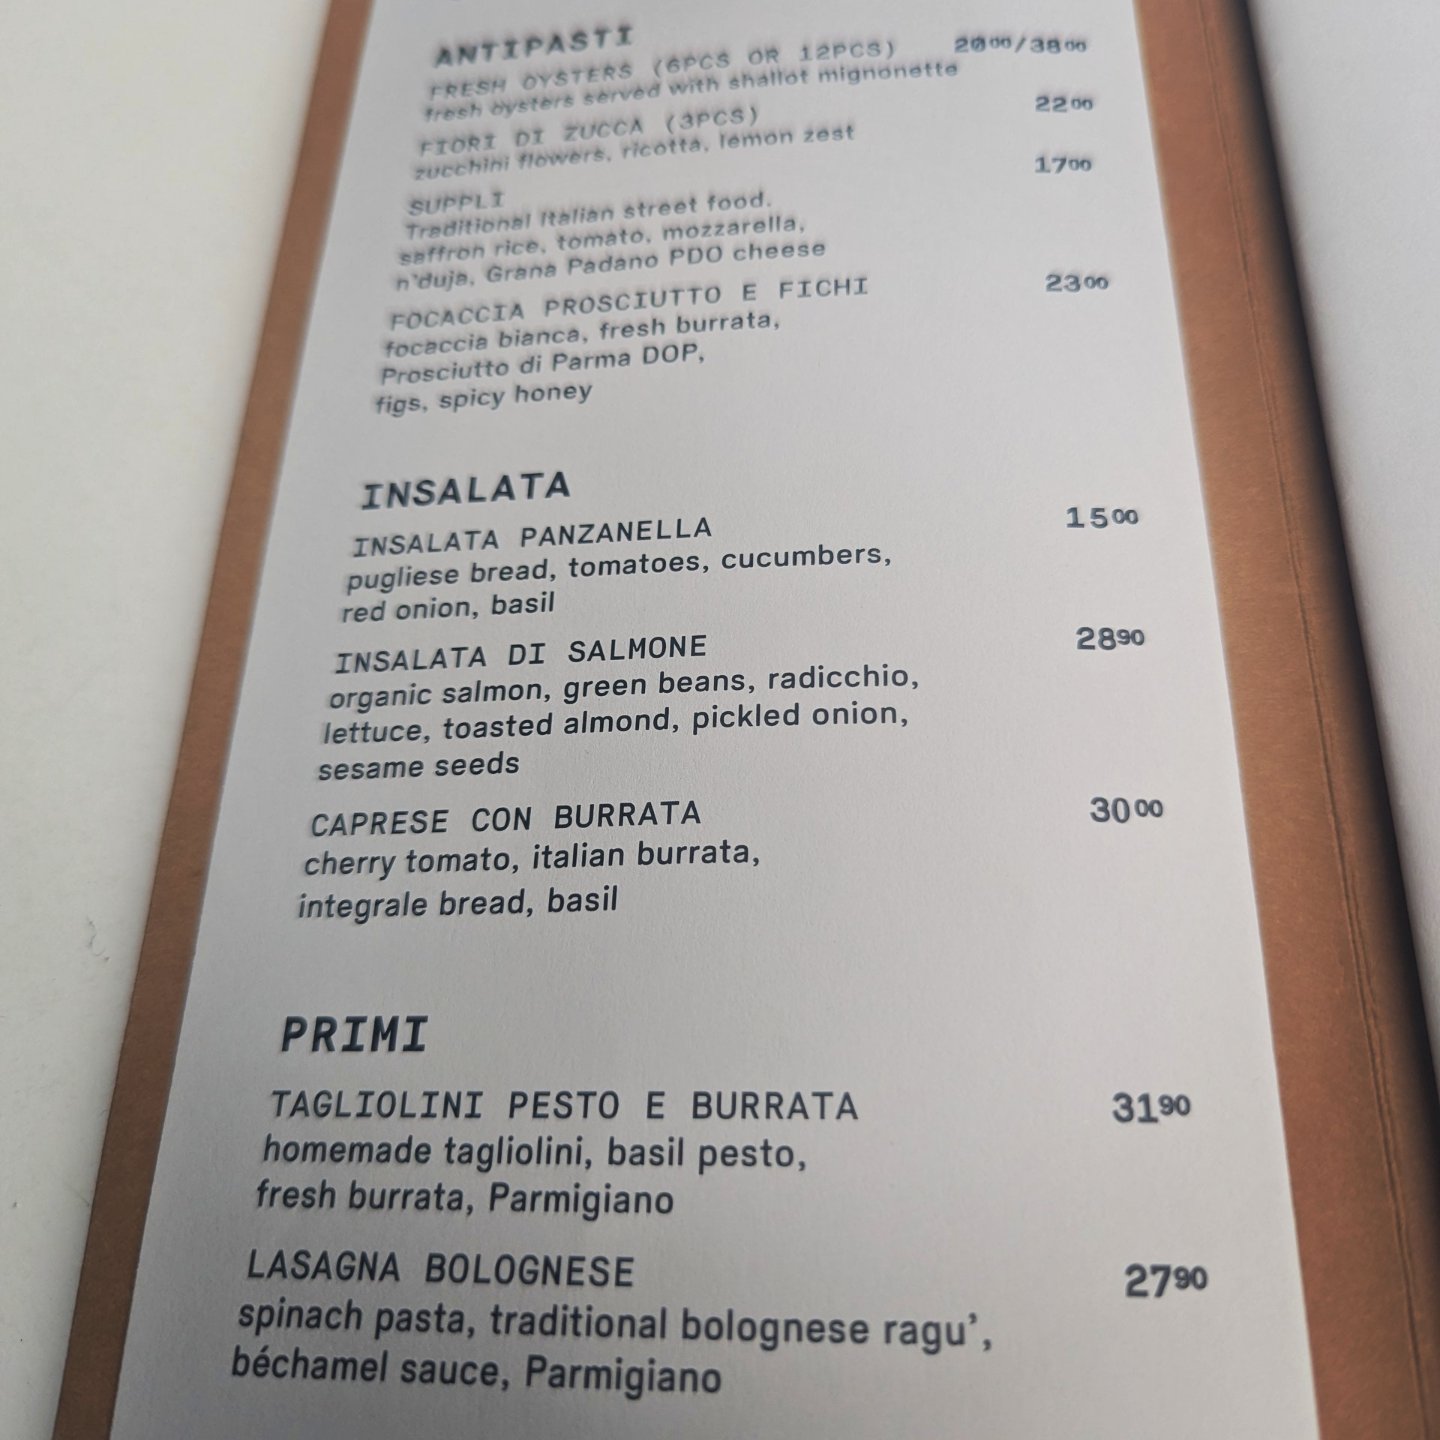 ANTIPASTI
FRESH OYSTERS (6PCS OR 12PCS) 20⁰⁰/38⁰⁰
fresh oysters served with shallot mignonette
FIORI DI ZUCCA (3PCS) 22⁰⁰
zucchini flowers, ricotta, lemon zest
SUPPLI 17⁰⁰
Traditional Italian street food.
saffron rice, tomato, mozzarella,
n'duja, Grana Padano PDO cheese
FOCACCIA PROSCIUTTO E FICHI 23⁰⁰
focaccia bianca, fresh burrata,
Prosciutto di Parma DOP,
figs, spicy honey
INSALATA
INSALATA PANZANELLA 15⁰⁰
pugliese bread, tomatoes, cucumbers,
red onion, basil
INSALATA DI SALMONE 28⁹⁰
organic salmon, green beans, radicchio,
lettuce, toasted almond, pickled onion,
sesame seeds
CAPRESE CON BURRATA 30⁰⁰
cherry tomato, italian burrata,
integrale bread, basil
PRIMI
TAGLIOLINI PESTO E BURRATA 31⁹⁰
homemade tagliolini, basil pesto,
fresh burrata, Parmigiano
LASAGNA BOLOGNESE 27⁹⁰
spinach pasta, traditional bolognese ragu’,
béchamel sauce, Parmigiano